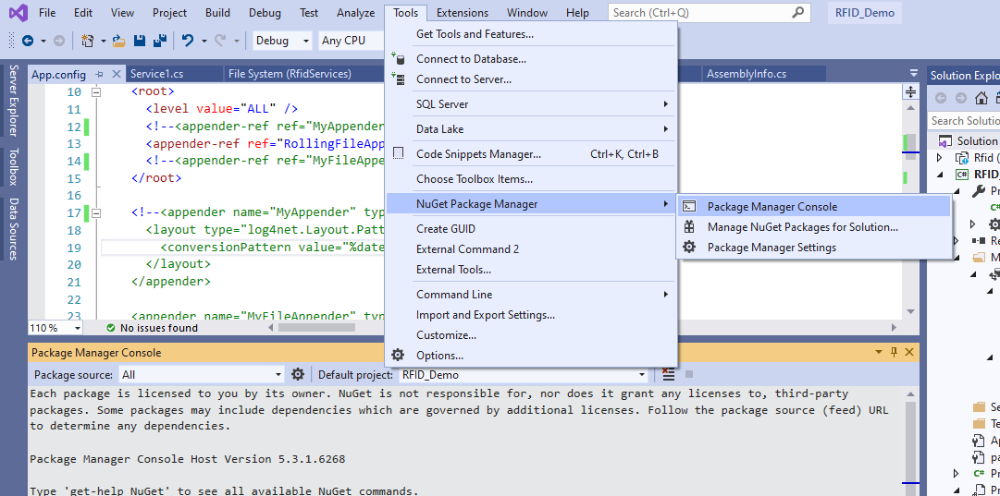 File Edit View Project Build Debug Test Analyze Tools Extensions Window Help Search (Ctrl+Q) RFID_Demo
Debug Any CPU
Get Tools and Features...
Connect to Database...
Connect to Server...
SQL Server
Data Lake
Code Snippets Manager... Ctrl+K, Ctrl+B
Choose Toolbox Items...
NuGet Package Manager
Create GUID
External Command 2
External Tools...
Command Line
Import and Export Settings...
Customize...
Options...
Package Manager Console
Manage NuGet Packages for Solution...
Package Manager Settings
Server Explorer
Toolbox
Data Sources
App.config Service1.cs File System (RfidServices) AssemblyInfo.cs
10 <root>
11 <level value="ALL" />
12 <!--<appender-ref ref="MyAppender
13 <appender-ref ref="RollingFileApp
14 <!--<appender-ref ref="MyFileAppe
15 </root>
16
17 <!--<appender name="MyAppender" typ
18 <layout type="log4net.Layout.Patt
19 <conversionPattern value="%date
20 </layout>
21 </appender>
22
23 <appender name="MyFileAppender" typ
110 % No issues found
Solution Explo
Search Solutio
Solution
Rfid (
RFID_
Pr
C#
Re
M
Se
Te
Ap
pa
Pr
Pr
Package Manager Console
Package source: All Default project: RFID_Demo
Each package is licensed to you by its owner. NuGet is not responsible for, nor does it grant any licenses to, third-party
packages. Some packages may include dependencies which are governed by additional licenses. Follow the package source (feed) URL
to determine any dependencies.
Package Manager Console Host Version 5.3.1.6268
Type 'get-help NuGet' to see all available NuGet commands.